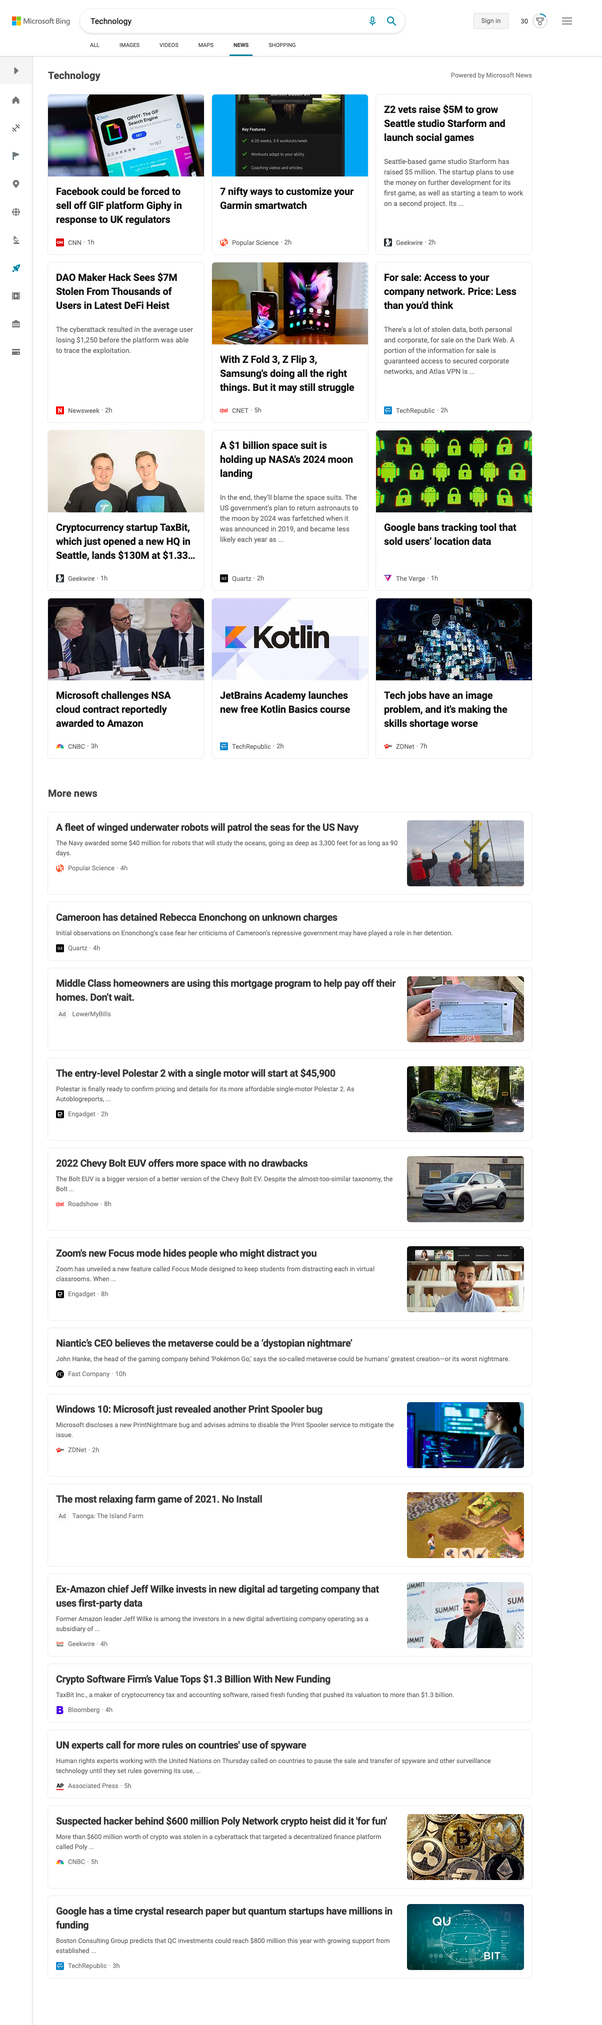 Microsoft Bing
Technology
Sign in
30
ALL
IMAGES
VIDEOS
MAPS
NEWS
SHOPPING
Technology
Powered by Microsoft News
GIPHY: The GIF
Search Engine
Facebook could be forced to
sell off GIF platform Giphy in
response to UK regulators
CNN · 1h
Key Features
6-20 weeks, 3-5 workouts/week.
Workouts adapt to your ability.
Coaching videos and articles.
7 nifty ways to customize your
Garmin smartwatch
Popular Science · 2h
Z2 vets raise $5M to grow
Seattle studio Starform and
launch social games
Seattle-based game studio Starform has
raised $5 million. The startup plans to use
the money on further development for its
first game, as well as starting a team to work
on a second project. Its ...
Geekwire · 2h
DAO Maker Hack Sees $7M
Stolen From Thousands of
Users in Latest DeFi Heist
The cyberattack resulted in the average user
losing $1,250 before the platform was able
to trace the exploitation.
Newsweek · 2h
With Z Fold 3, Z Flip 3,
Samsung's doing all the right
things. But it may still struggle
CNET · 5h
For sale: Access to your
company network. Price: Less
than you'd think
There's a lot of stolen data, both personal
and corporate, for sale on the Dark Web. A
portion of the information for sale is
guaranteed access to secured corporate
networks, and Atlas VPN is ...
TechRepublic · 2h
Cryptocurrency startup TaxBit,
which just opened a new HQ in
Seattle, lands $130M at $1.33...
Geekwire · 1h
A $1 billion space suit is
holding up NASA's 2024 moon
landing
In the end, they'll blame the space suits. The
US government's plan to return astronauts to
the moon by 2024 was farfetched when it
was announced in 2019, and became less
likely each year as ...
Quartz · 2h
Google bans tracking tool that
sold users' location data
The Verge · 1h
Microsoft challenges NSA
cloud contract reportedly
awarded to Amazon
CNBC · 3h
Kotlin
JetBrains Academy launches
new free Kotlin Basics course
TechRepublic · 2h
Tech jobs have an image
problem, and it's making the
skills shortage worse
ZDNet · 7h
More news
A fleet of winged underwater robots will patrol the seas for the US Navy
The Navy awarded some $40 million for robots that will study the oceans, going as deep as 3,300 feet for as long as 90
days.
Popular Science · 4h
Cameroon has detained Rebecca Enonchong on unknown charges
Initial observations on Enonchong's case fear her criticisms of Cameroon's repressive government may have played a role in her detention.
Quartz · 4h
Middle Class homeowners are using this mortgage program to help pay off their
homes. Don't wait.
Ad LowerMyBills
The entry-level Polestar 2 with a single motor will start at $45,900
Polestar is finally ready to confirm pricing and details for its more affordable single-motor Polestar 2. As
Autoblogreports, ...
Engadget · 2h
2022 Chevy Bolt EUV offers more space with no drawbacks
The Bolt EUV is a bigger version of a better version of the Chevy Bolt EV. Despite the almost-too-similar taxonomy, the
Bolt ...
Roadshow · 8h
Zoom's new Focus mode hides people who might distract you
Zoom has unveiled a new feature called Focus Mode designed to keep students from distracting each in virtual
classrooms. When ...
Engadget · 8h
Niantic's CEO believes the metaverse could be a 'dystopian nightmare'
John Hanke, the head of the gaming company behind 'Pokémon Go,' says the so-called metaverse could be humans' greatest creation—or its worst nightmare.
Fast Company · 10h
Windows 10: Microsoft just revealed another Print Spooler bug
Microsoft discloses a new PrintNightmare bug and advises admins to disable the Print Spooler service to mitigate the
issue.
ZDNet · 2h
The most relaxing farm game of 2021. No Install
Ad Taonga: The Island Farm
Ex-Amazon chief Jeff Wilke invests in new digital ad targeting company that
uses first-party data
Former Amazon leader Jeff Wilke is among the investors in a new digital advertising company operating as a
subsidiary of ...
Geekwire · 4h
SUMMIT
Crypto Software Firm's Value Tops $1.3 Billion With New Funding
TaxBit Inc., a maker of cryptocurrency tax and accounting software, raised fresh funding that pushed its valuation to more than $1.3 billion.
Bloomberg · 4h
UN experts call for more rules on countries' use of spyware
Human rights experts working with the United Nations on Thursday called on countries to pause the sale and transfer of spyware and other surveillance
technology until they set rules governing its use, ...
AP Associated Press · 5h
Suspected hacker behind $600 million Poly Network crypto heist did it 'for fun'
More than $600 million worth of crypto was stolen in a cyberattack that targeted a decentralized finance platform
called Poly ...
CNBC · 5h
Google has a time crystal research paper but quantum startups have millions in
funding
Boston Consulting Group predicts that QC investments could reach $800 million this year with growing support from
established ...
TechRepublic · 3h
QU
BIT